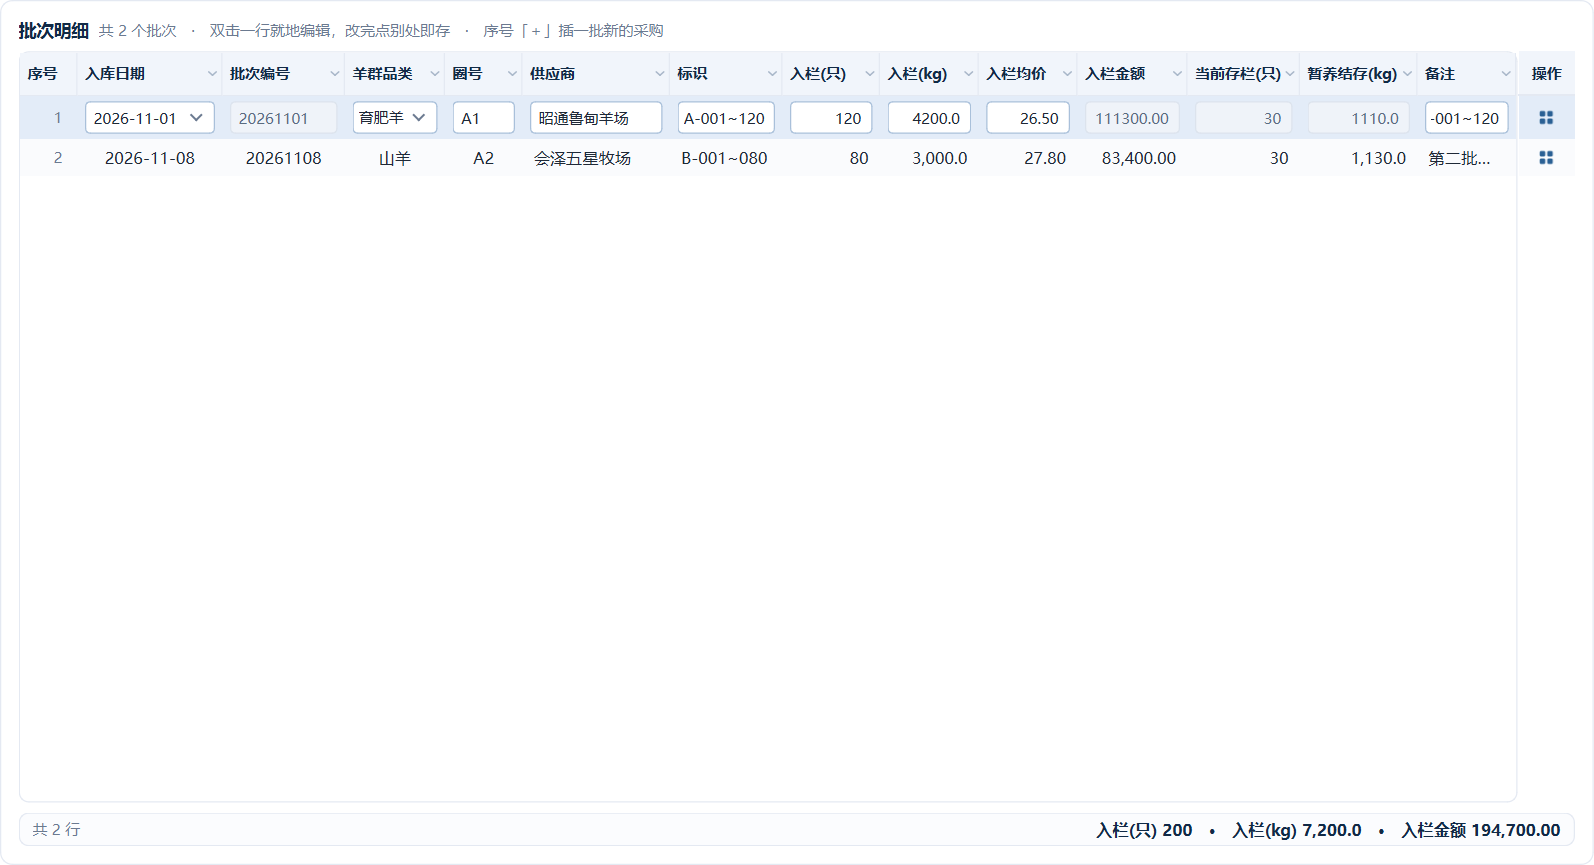 批次明细 共 2 个批次 · 双击一行就地编辑，改完点别处即存 · 序号「＋」插一批新的采购
序号 入库日期 批次编号 羊群品类 圈号 供应商 标识 入栏(只) 入栏(kg) 入栏均价 入栏金额 当前存栏(只) 暂养结存(kg) 备注 操作
1 2026-11-01 20261101 育肥羊 A1 昭通鲁甸羊场 A-001~120 120 4200.0 26.50 111300.00 30 1110.0 -001~120
2 2026-11-08 20261108 山羊 A2 会泽五星牧场 B-001~080 80 3,000.0 27.80 83,400.00 30 1,130.0 第二批...
共 2 行 入栏(只) 200 • 入栏(kg) 7,200.0 • 入栏金额 194,700.00